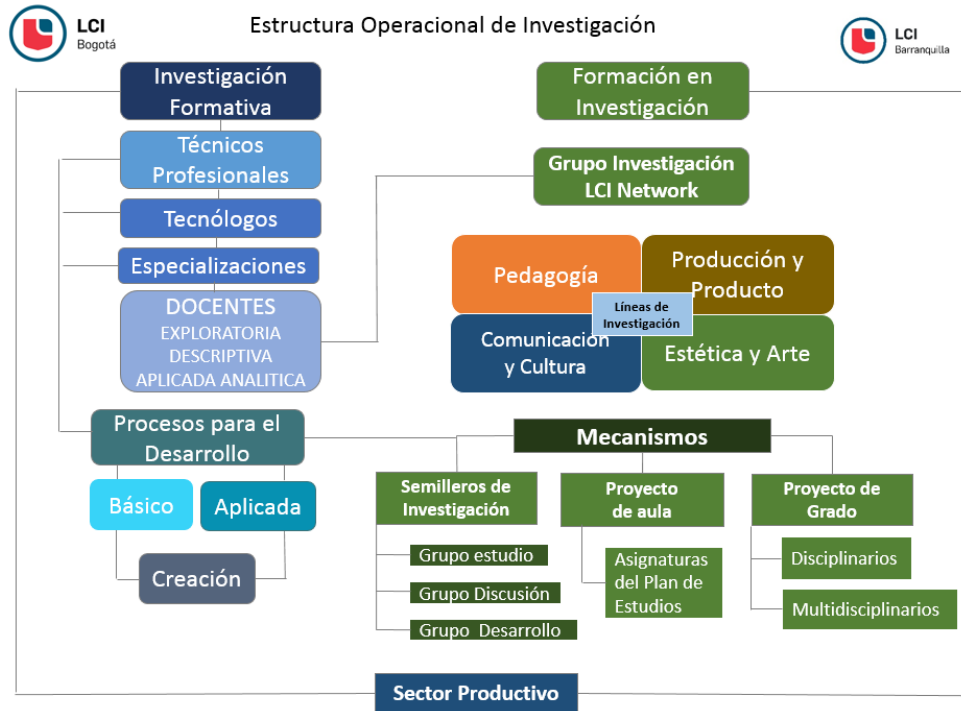 LCI
Bogotá
Estructura Operacional de Investigación
LCI
Barranquilla
Investigación
Formativa
Formación en
Investigación
Técnicos
Profesionales
Grupo Investigación
LCI Network
Tecnólogos
Especializaciones
DOCENTES
EXPLORATORIA
DESCRIPTIVA
APLICADA ANALITICA
Pedagogía
Producción y
Producto
Líneas de
Investigación
Comunicación
y Cultura
Estética y Arte
Procesos para el
Desarrollo
Básico
Aplicada
Creación
Mecanismos
Semilleros de
Investigación
Grupo estudio
Grupo Discusión
Grupo Desarrollo
Proyecto
de aula
Asignaturas
del Plan de
Estudios
Proyecto de
Grado
Disciplinarios
Multidisciplinarios
Sector Productivo